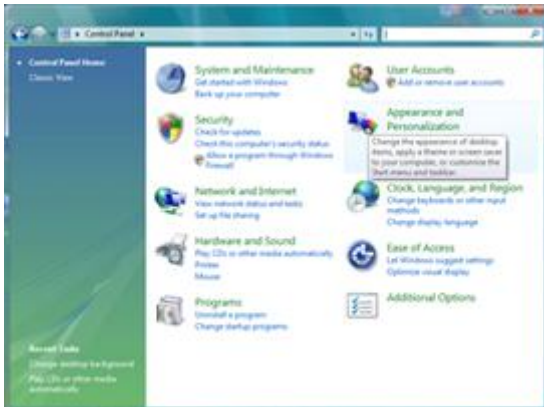 Control Panel
Control Panel Home
Classic View
System and Maintenance
Get started with Windows
Back up your computer
Security
Check for updates
Check this computer's security status
Allow a program through Windows
Firewall
Network and Internet
View network status and tasks
Set up file sharing
Hardware and Sound
Play CDs or other media automatically
Printer
Mouse
Programs
Uninstall a program
Change startup programs
User Accounts
Add or remove user accounts
Appearance and
Personalization
Change the appearance of desktop
items, apply a theme or screen saver
to your computer, or customize the
Start menu and taskbar.
Clock, Language, and Region
Change keyboards or other input
methods
Change display language
Ease of Access
Let Windows suggest settings
Optimize visual display
Additional Options
Recent Tasks
Change desktop background
Play CDs or other media
automatically